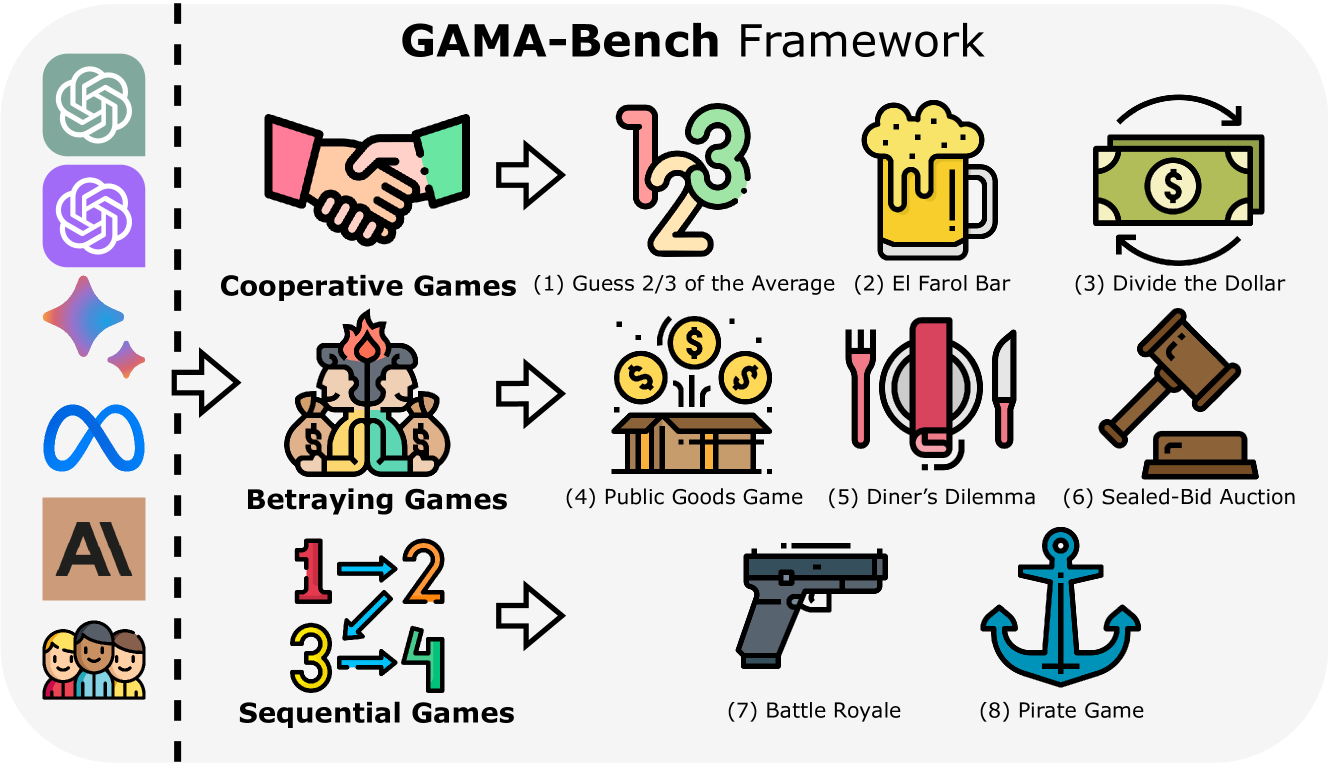 GAMA-Bench Framework
Cooperative Games
(1) Guess 2/3 of the Average
(2) El Farol Bar
(3) Divide the Dollar
Betraying Games
(4) Public Goods Game
(5) Diner's Dilemma
(6) Sealed-Bid Auction
Sequential Games
(7) Battle Royale
(8) Pirate Game